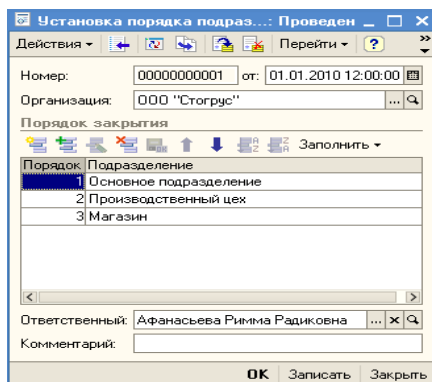 Установка порядка подраз...: Проведен
Действия Перейти ?
Номер: 00000000001 от: 01.01.2010 12:00:00
Организация: ООО "Стогрус" ...
Порядок закрытия
Заполнить
Порядок Подразделение
1 Основное подразделение
2 Производственный цех
3 Магазин
Ответственный: Афанасьева Римма Радиковна ... x
Комментарий:
OK Записать Закрыть